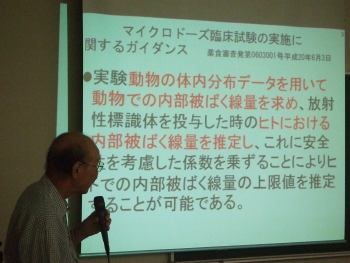 マイクロドーズ臨床試験の実施に
関するガイダンス
薬食審査発第0603001号平成20年6月3日
●実験動物の体内分布データを用いて
動物での内部被ばく線量を求め、放射
性標識体を投与した時のヒトにおける
内部被ばく線量を推定し、これに安全
を考慮した係数を乗ずることによりヒ
での内部被ばく線量の上限値を推定
ことが可能である。